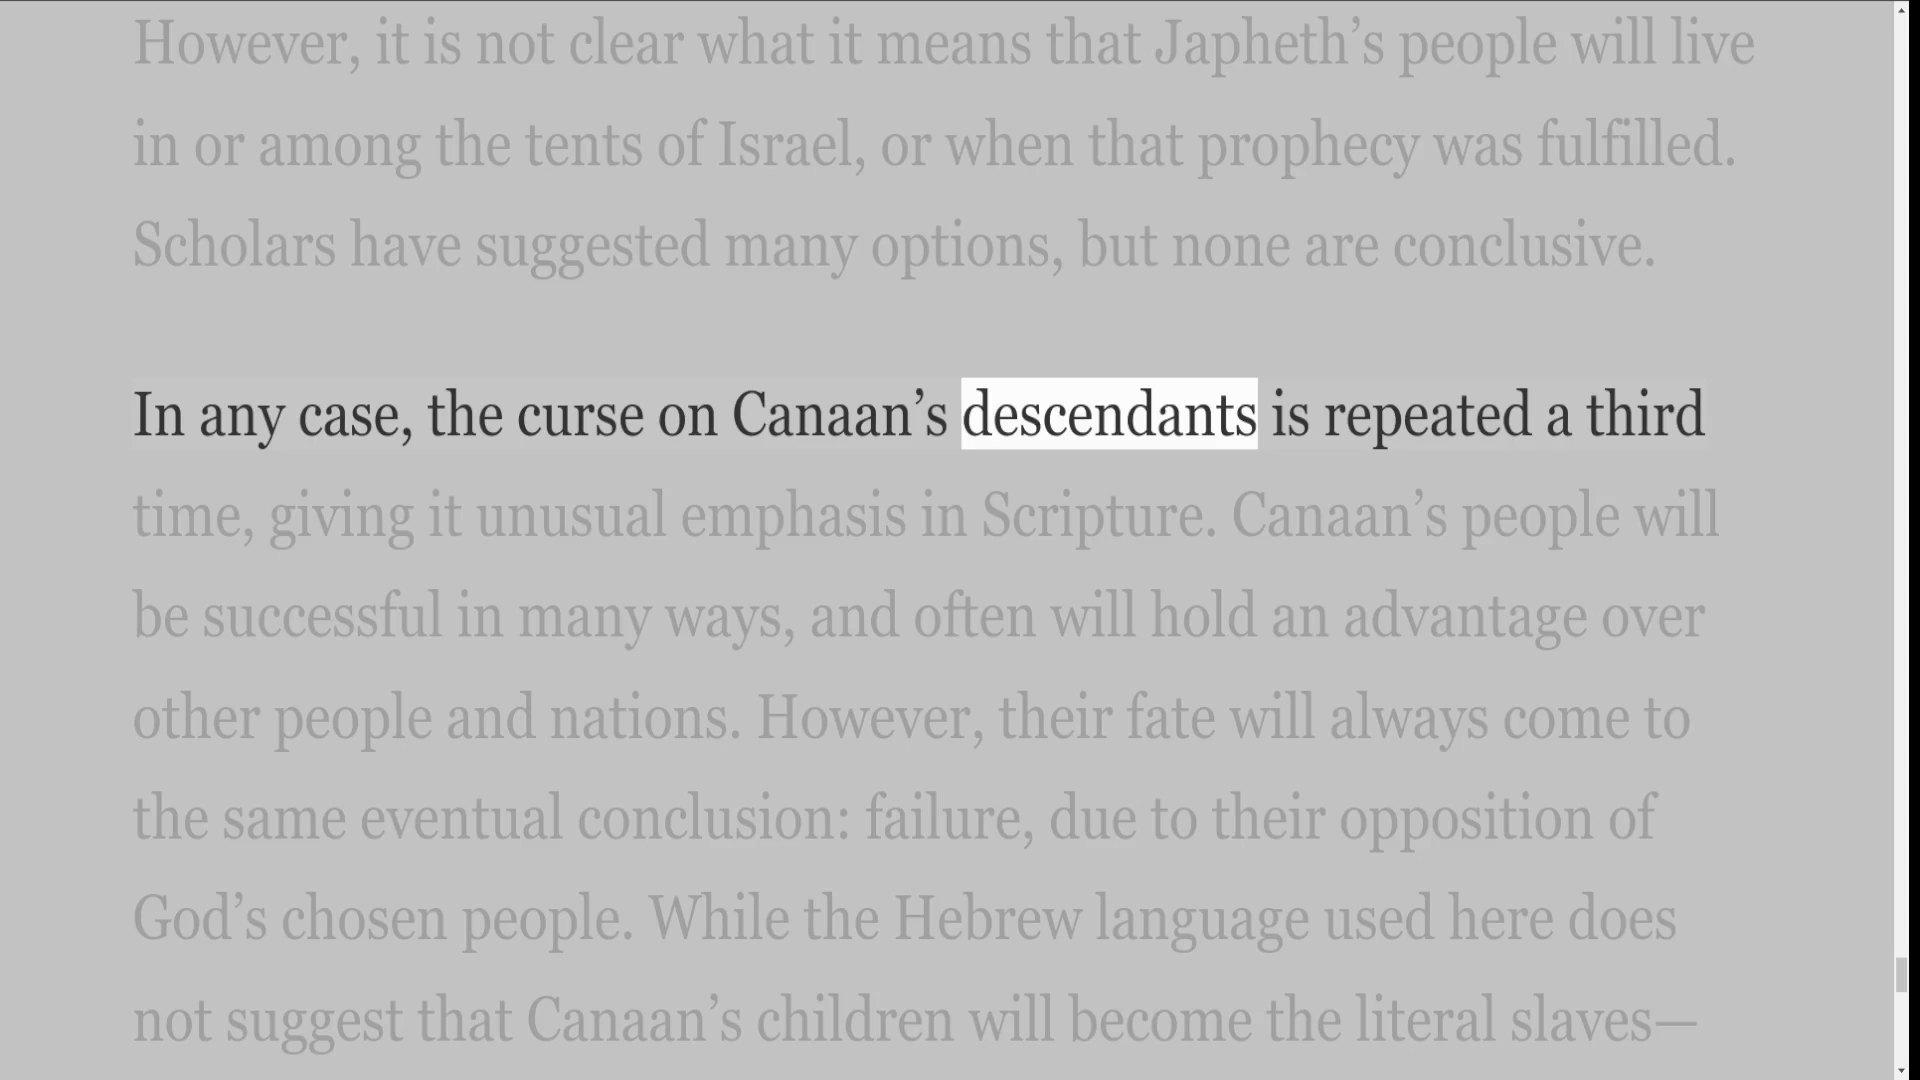 However, it is not clear what it means that Japheth’s people will live
in or among the tents of Israel, or when that prophecy was fulfilled.
Scholars have suggested many options, but none are conclusive.
In any case, the curse on Canaan’s descendants is repeated a third
time, giving it unusual emphasis in Scripture. Canaan’s people will
be successful in many ways, and often will hold an advantage over
other people and nations. However, their fate will always come to
the same eventual conclusion: failure, due to their opposition of
God’s chosen people. While the Hebrew language used here does
not suggest that Canaan’s children will become the literal slaves—